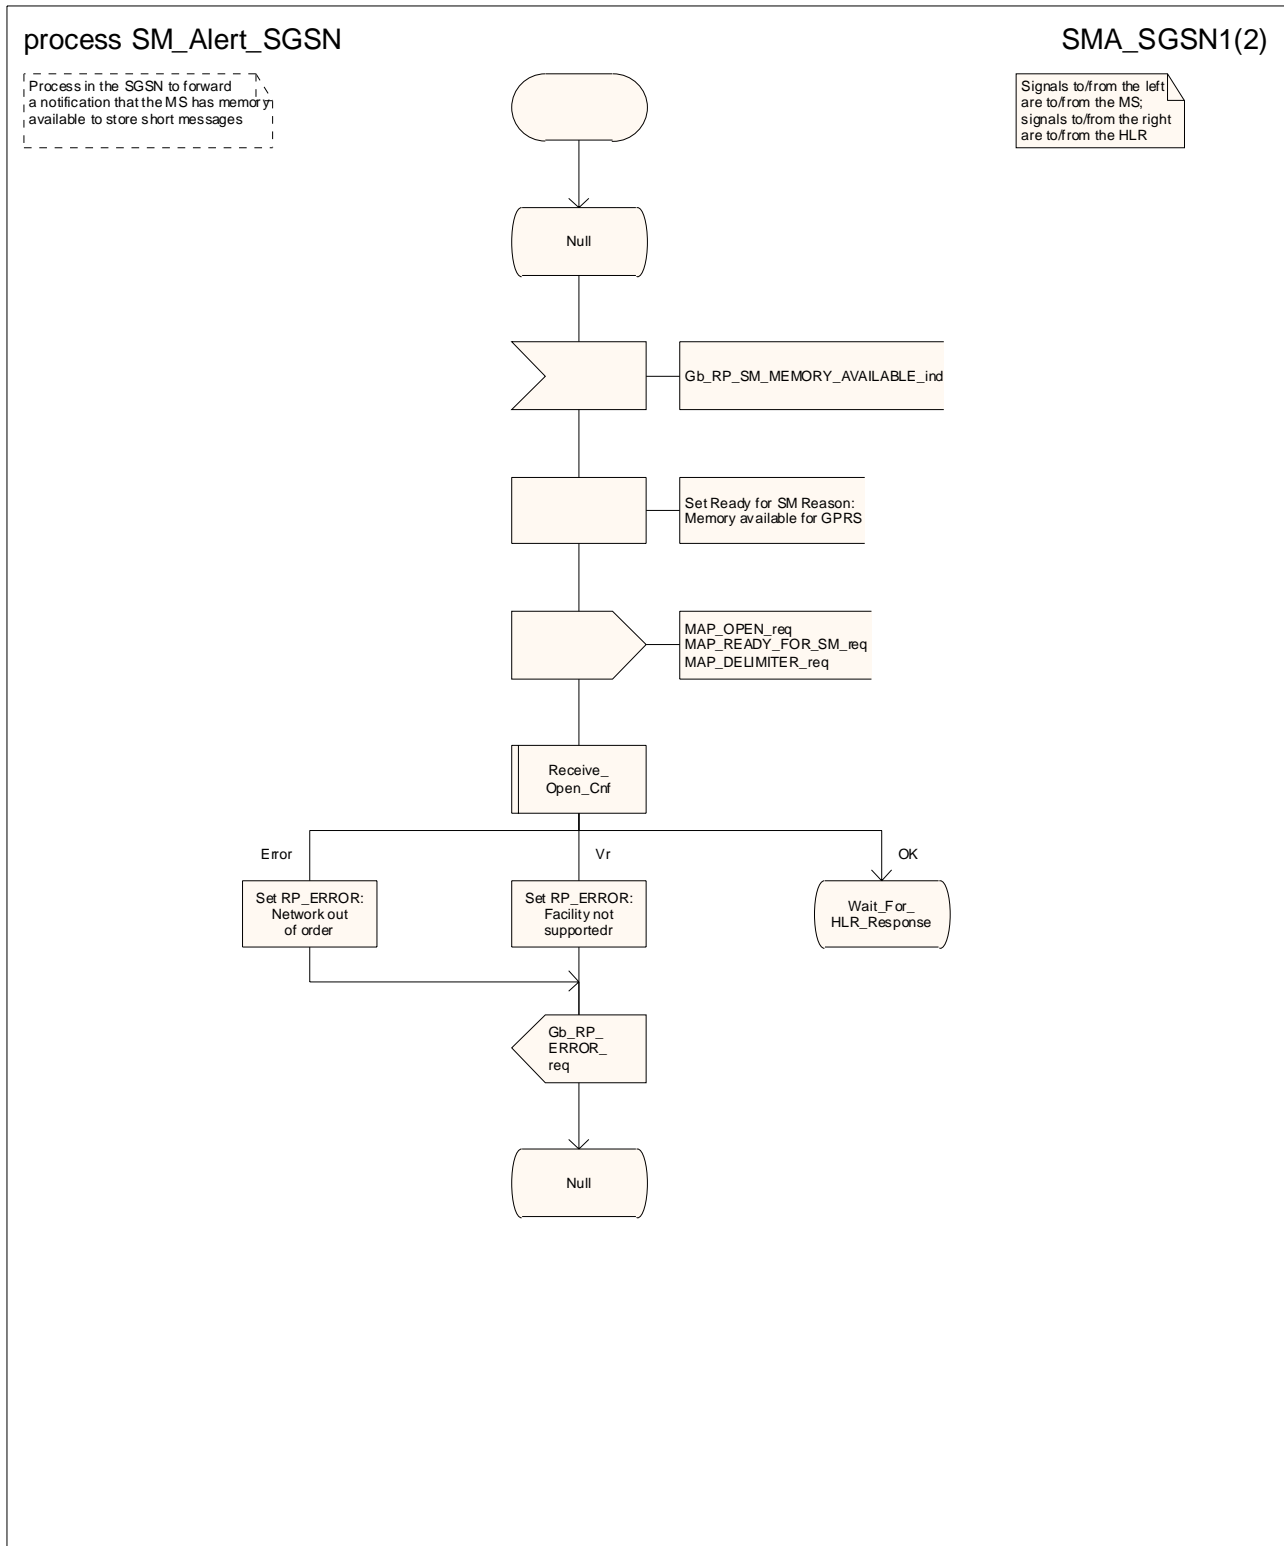 process SM_Alert_SGSN
SMA_SGSN1(2)
Process in the SGSN to forward
a notification that the MS has memory
available to store short messages
Signals to/from the left
are to/from the MS;
signals to/from the right
are to/from the HLR
Null
Gb_RP_SM_MEMORY_AVAILABLE_ind
Set Ready for SM Reason:
Memory available for GPRS
MAP_OPEN_req
MAP_READY_FOR_SM_req
MAP_DELIMITER_req
Receive_
Open_Cnf
Error
Vr
OK
Set RP_ERROR:
Network out
of order
Set RP_ERROR:
Facility not
supportedr
Wait_For_
HLR_Response
Gb_RP_
ERROR_
req
Null